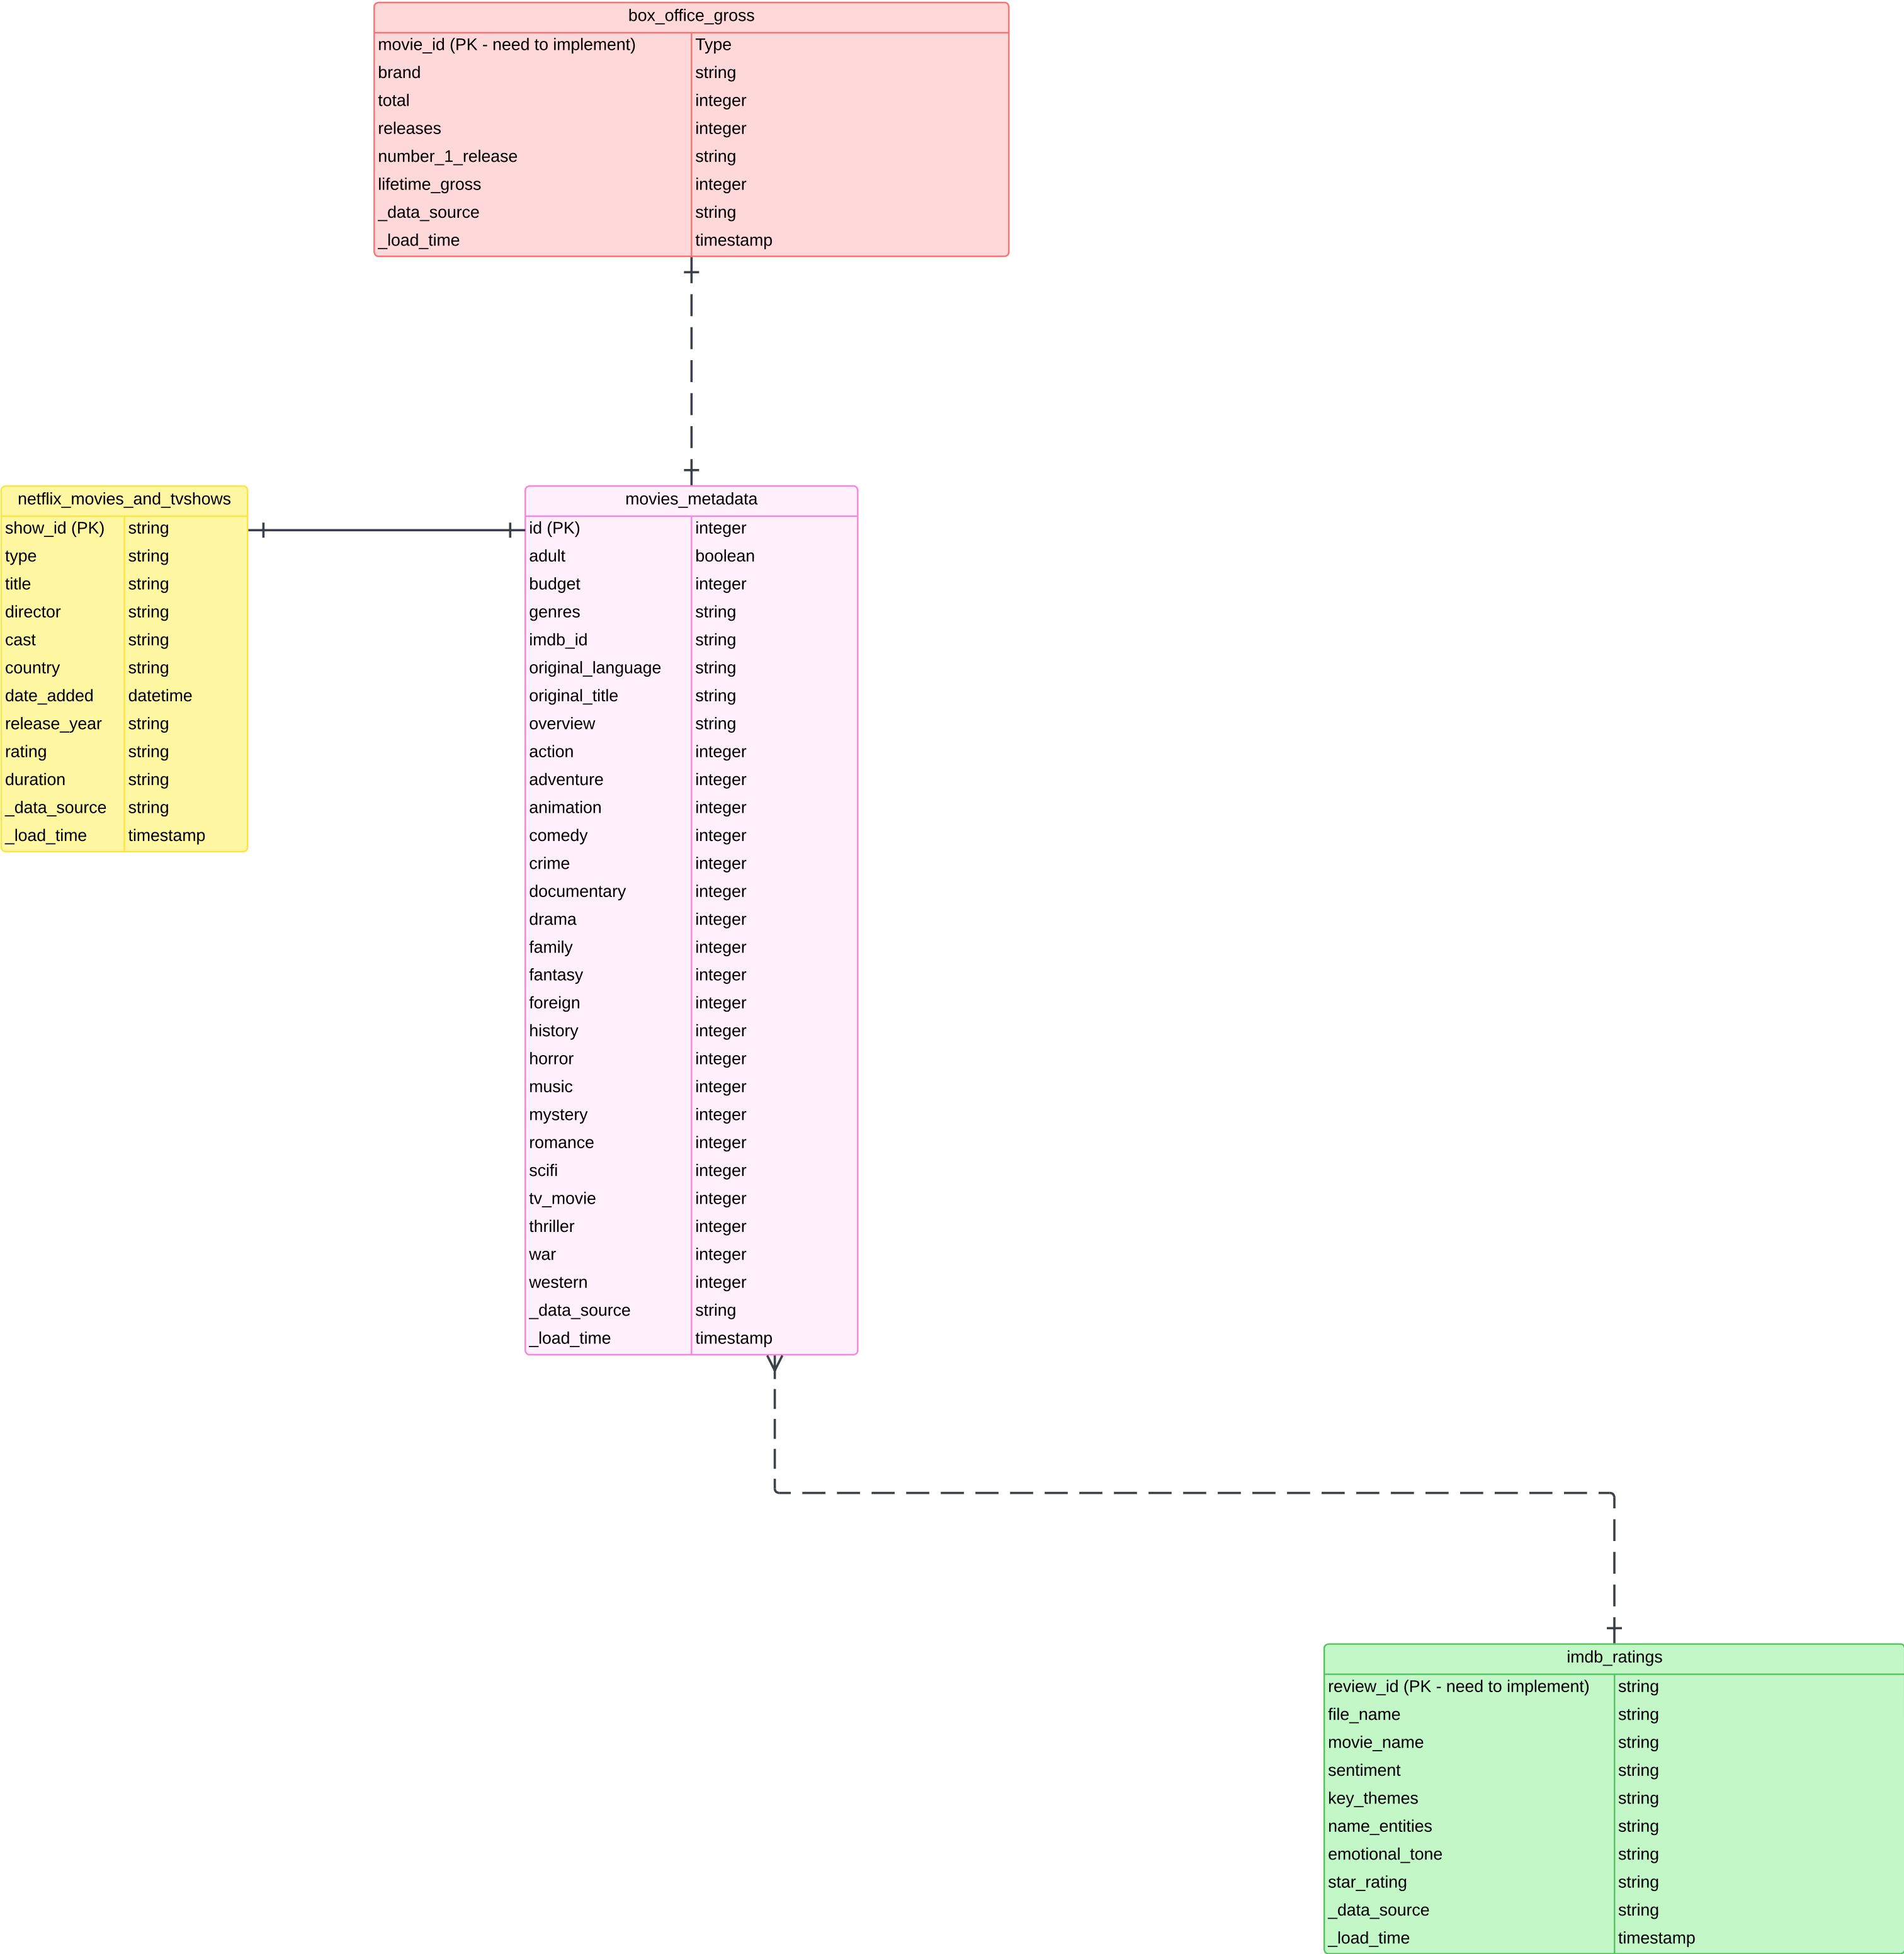 box_office_gross
movie_id (PK - need to implement) Type
brand string
total integer
releases integer
number_1_release string
lifetime_gross integer
_data_source string
_load_time timestamp
netflix_movies_and_tvshows
show_id (PK) string
type string
title string
director string
cast string
country string
date_added datetime
release_year string
rating string
duration string
_data_source string
_load_time timestamp
movies_metadata
id (PK) integer
adult boolean
budget integer
genres string
imdb_id string
original_language string
original_title string
overview string
action integer
adventure integer
animation integer
comedy integer
crime integer
documentary integer
drama integer
family integer
fantasy integer
foreign integer
history integer
horror integer
music integer
mystery integer
romance integer
scifi integer
tv_movie integer
thriller integer
war integer
western integer
_data_source string
_load_time timestamp
imdb_ratings
review_id (PK - need to implement) string
file_name string
movie_name string
sentiment string
key_themes string
name_entities string
emotional_tone string
star_rating string
_data_source string
_load_time timestamp